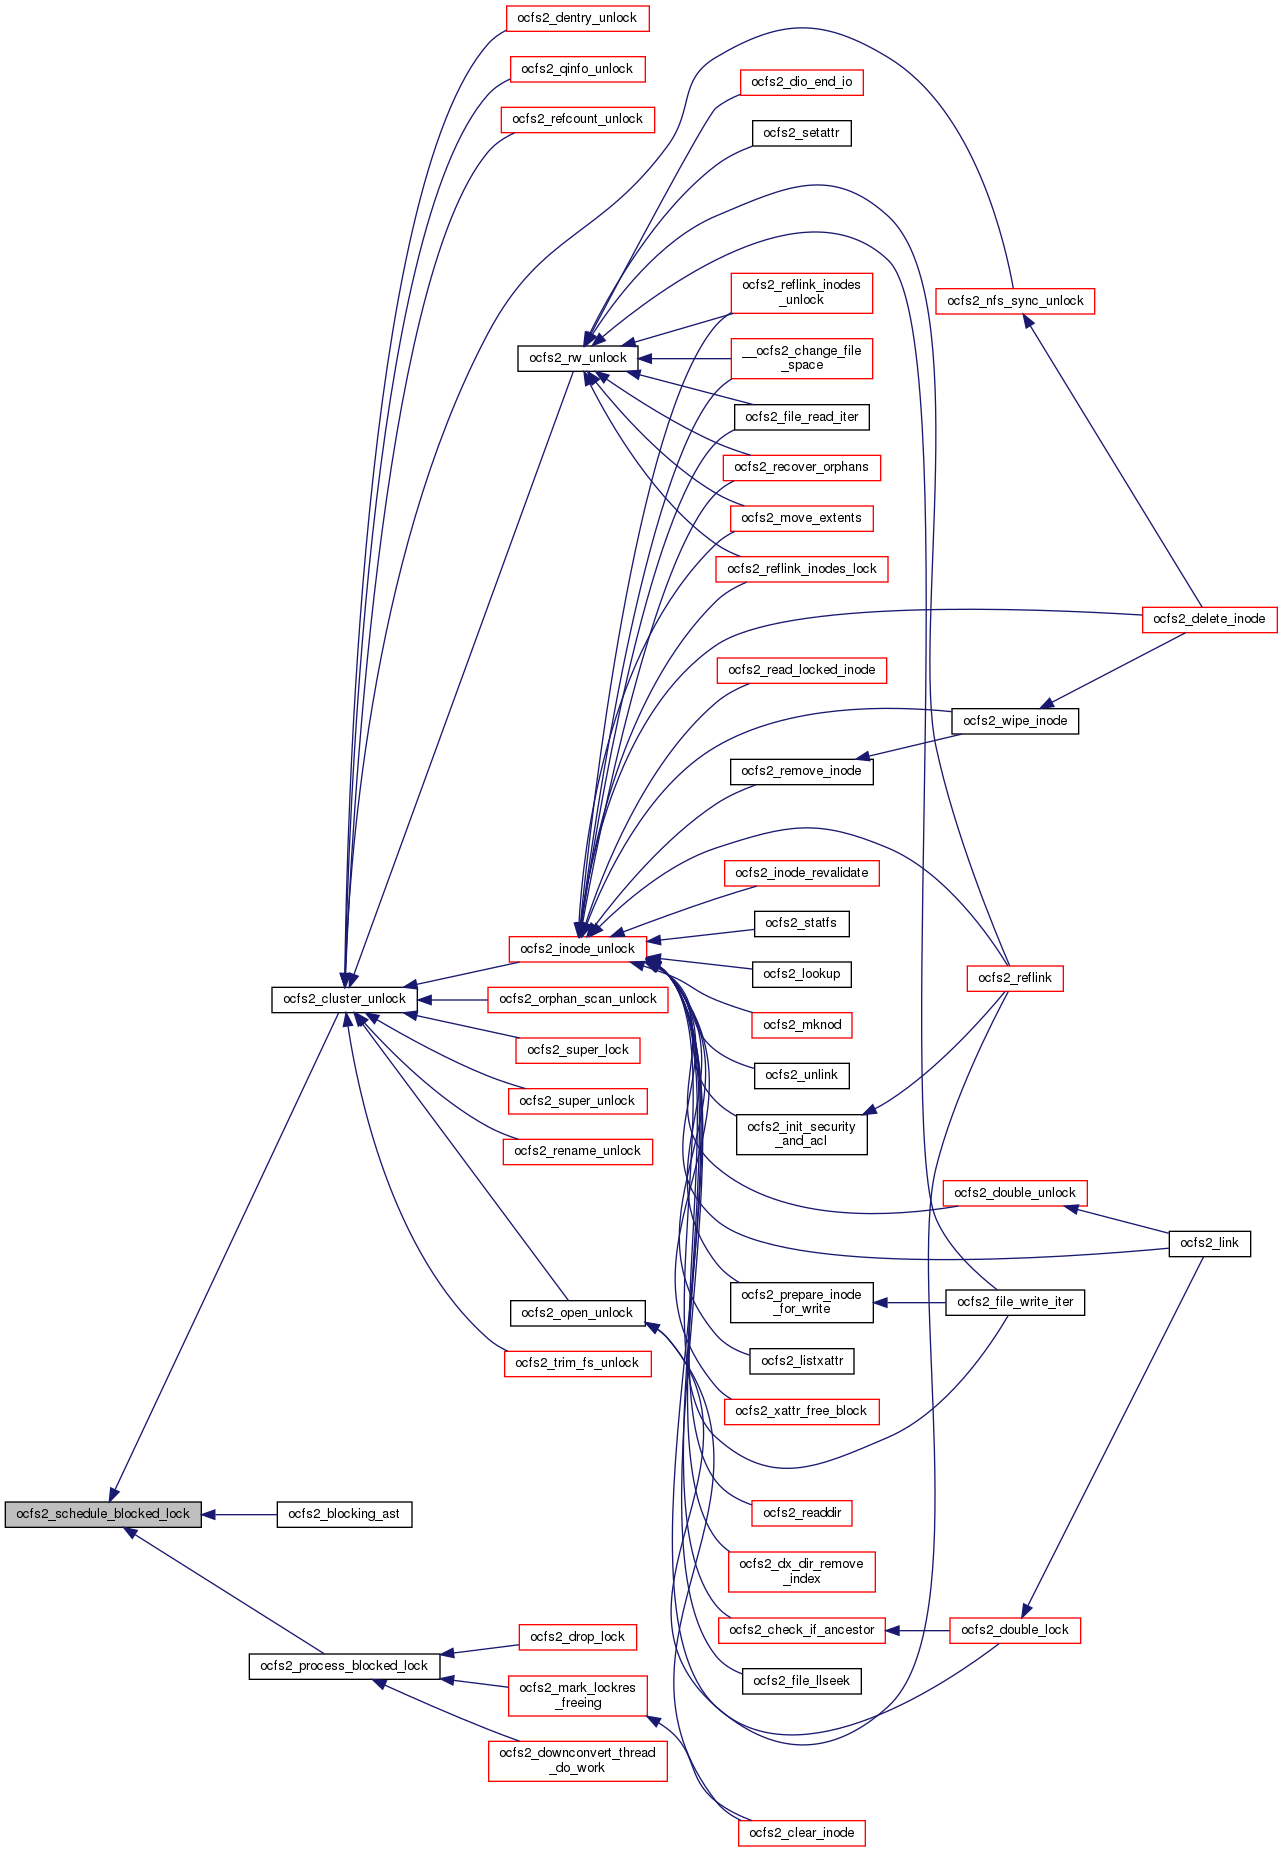 ocfs2_dentry_unlock
ocfs2_qinfo_unlock
ocfs2_dio_end_io
ocfs2_refcount_unlock
ocfs2_setattr
ocfs2_reflink_inodes
_unlock
ocfs2_nfs_sync_unlock
ocfs2_rw_unlock
__ocfs2_change_file
_space
ocfs2_file_read_iter
ocfs2_recover_orphans
ocfs2_move_extents
ocfs2_reflink_inodes_lock
ocfs2_delete_inode
ocfs2_read_locked_inode
ocfs2_wipe_inode
ocfs2_remove_inode
ocfs2_inode_revalidate
ocfs2_statfs
ocfs2_inode_unlock
ocfs2_lookup
ocfs2_reflink
ocfs2_cluster_unlock
ocfs2_orphan_scan_unlock
ocfs2_mknod
ocfs2_super_lock
ocfs2_unlink
ocfs2_super_unlock
ocfs2_init_security
_and_acl
ocfs2_rename_unlock
ocfs2_double_unlock
ocfs2_link
ocfs2_prepare_inode
_for_write
ocfs2_file_write_iter
ocfs2_open_unlock
ocfs2_listxattr
ocfs2_trim_fs_unlock
ocfs2_xattr_free_block
ocfs2_schedule_blocked_lock
ocfs2_blocking_ast
ocfs2_readdir
ocfs2_dx_dir_remove
_index
ocfs2_check_if_ancestor
ocfs2_double_lock
ocfs2_drop_lock
ocfs2_process_blocked_lock
ocfs2_file_llseek
ocfs2_mark_lockres
_freeing
ocfs2_downconvert_thread
_do_work
ocfs2_clear_inode